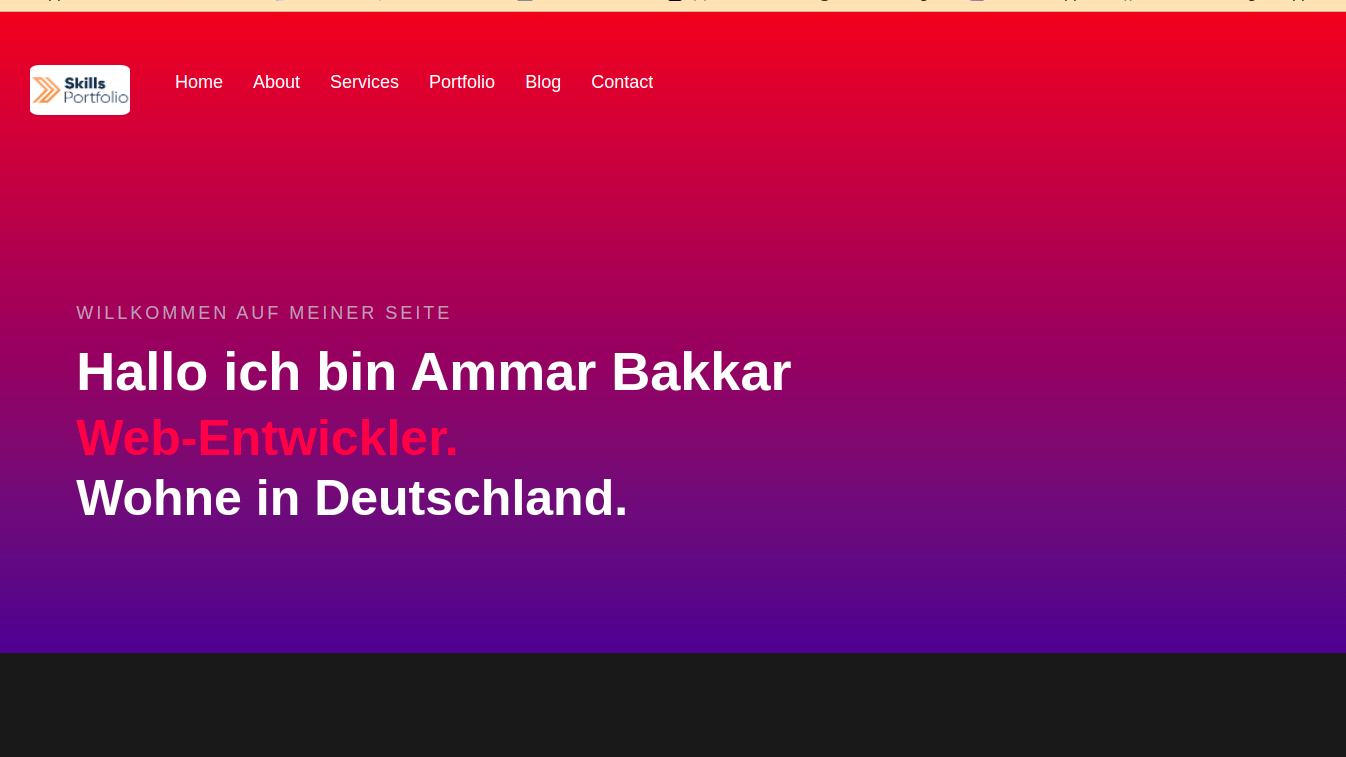 Skills
Portfolio
Home About Services Portfolio Blog Contact
WILLKOMMEN AUF MEINER SEITE
Hallo ich bin Ammar Bakkar
Web-Entwickler.
Wohne in Deutschland.